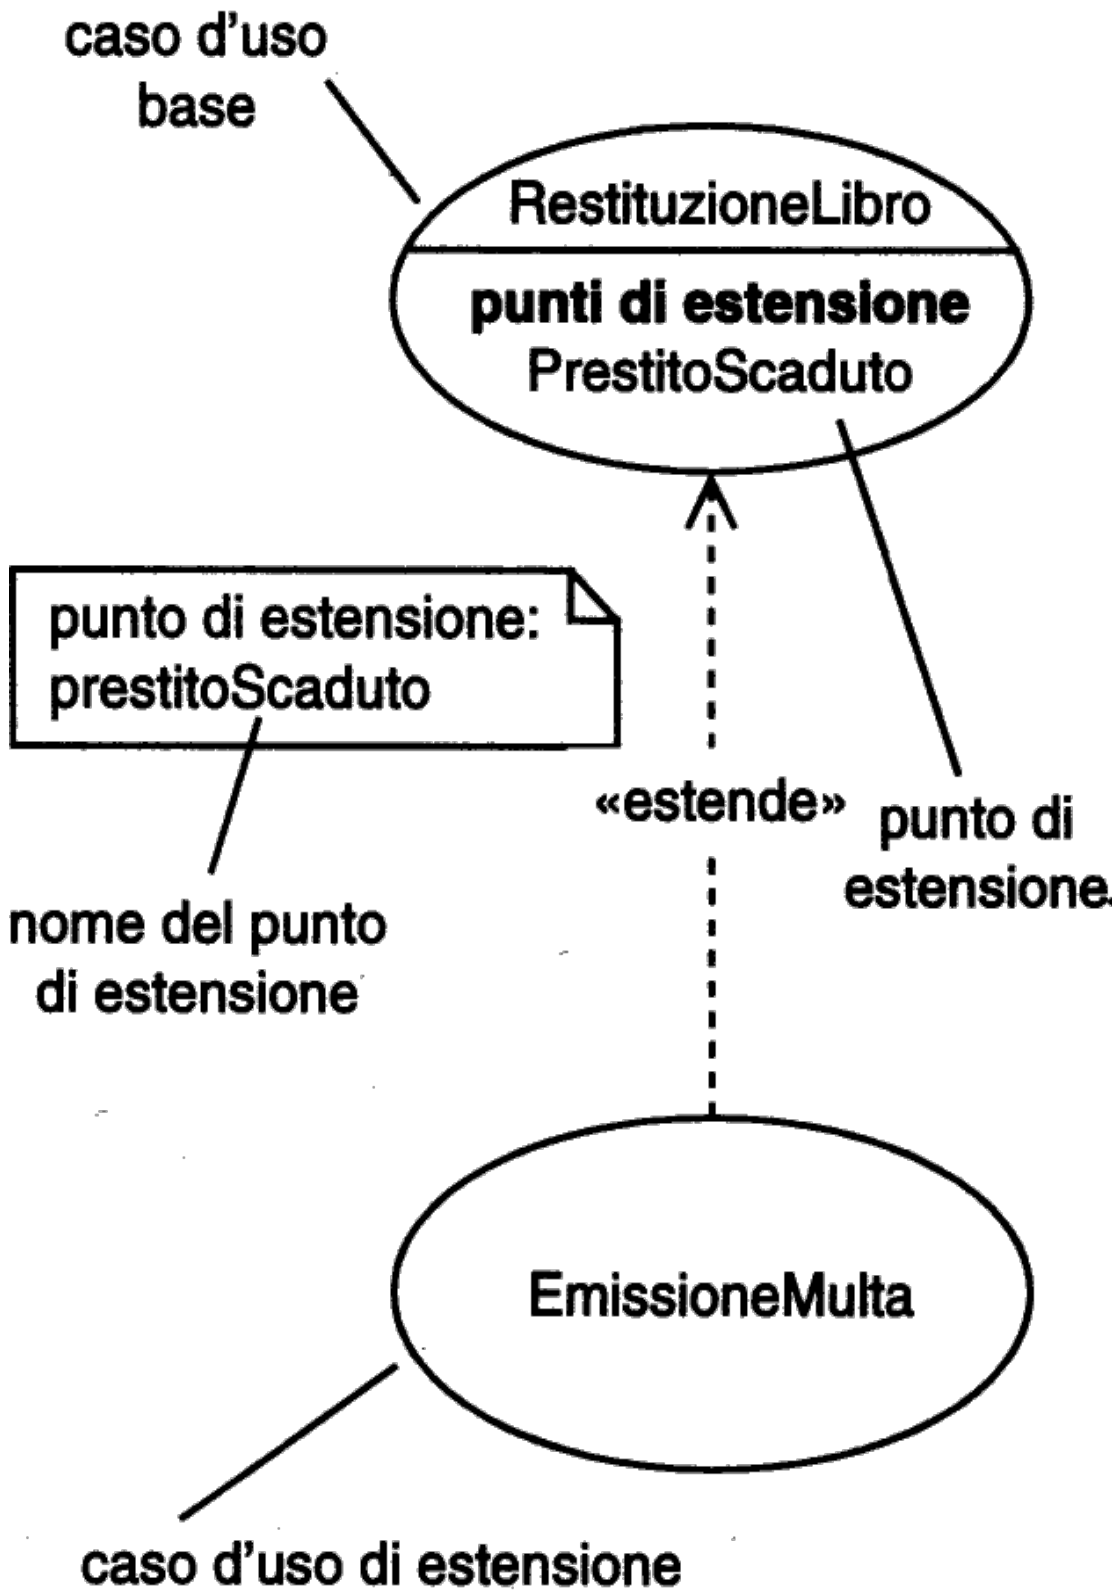 caso d'uso
base
RestituzioneLibro
punti di estensione
PrestitoScaduto
punto di estensione:
prestitoScaduto
«estende»
punto di
estensione.
nome del punto
di estensione
EmissioneMulta
caso d'uso di estensione